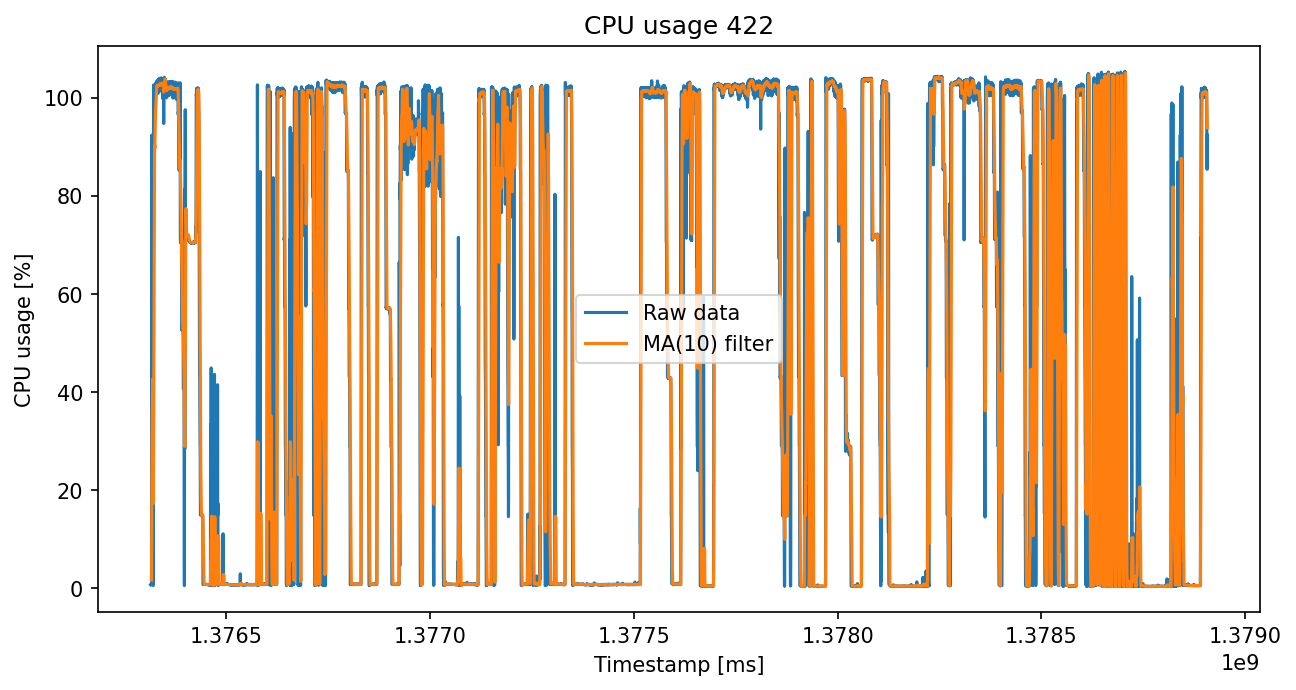 CPU usage 422
CPU usage [%]
100
80
60
40
20
0
Raw data
MA(10) filter
1.3765 1.3770 1.3775 1.3780 1.3785 1.3790
1e9
Timestamp [ms]